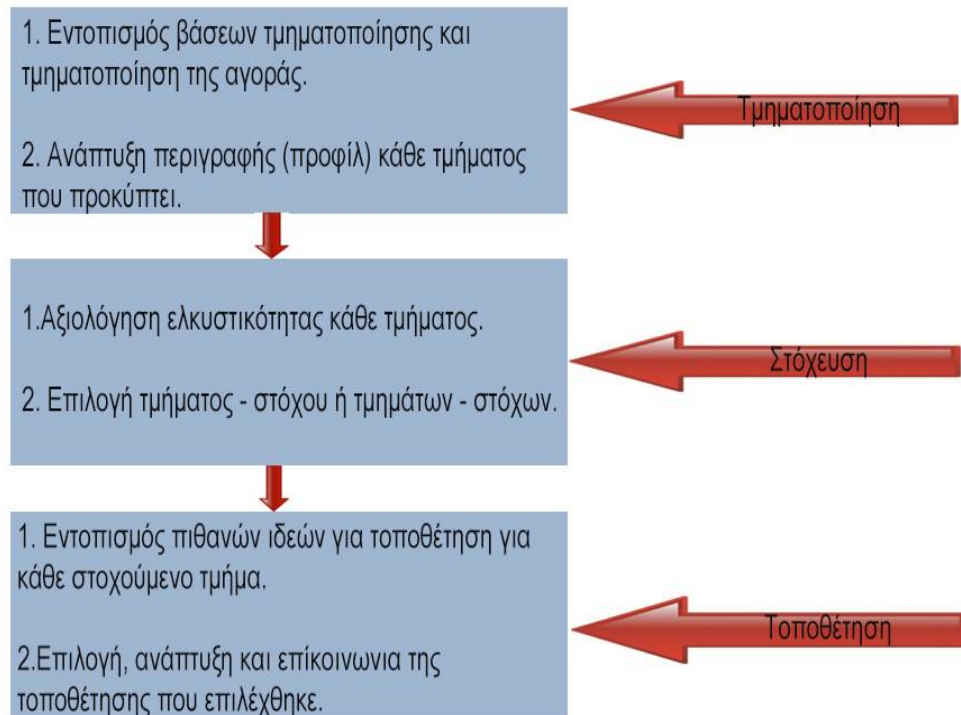 1. Εντοπισμός βάσεων τμηματοποίησης και
τμηματοποίηση της αγοράς.
2. Ανάπτυξη περιγραφής (προφίλ) κάθε τμήματος
που προκύπτει.
Τμηματοποίηση
1.Αξιολόγηση ελκυστικότητας κάθε τμήματος.
2. Επιλογή τμήματος - στόχου ή τμημάτων - στόχων.
Στόχευση
1. Εντοπισμός πιθανών ιδεών για τοποθέτηση για
κάθε στοχούμενο τμήμα.
2.Επιλογή, ανάπτυξη και επίκοινωνια της
τοποθέτησης που επιλέχθηκε.
Τοποθέτηση